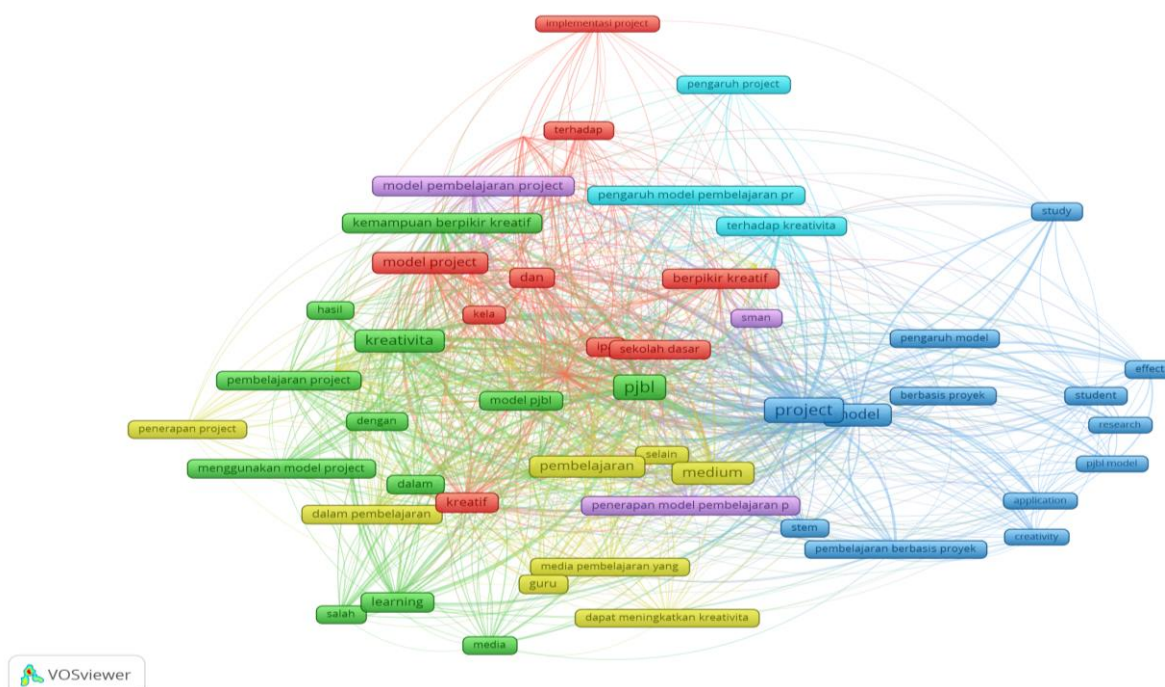 implementasi project
pengaruh project
terhadap
model pembelajaran project
pengaruh model pembelajaran pr
kemampuan berpikir kreatif
terhadap kreativita
study
model project
dan
berpikir kreatif
hasil
kela
sman
kreativita
pengaruh model
sekolah dasar
effect
pembelajaran project
pjbl
model pjbl
berbasis proyek
student
project
model
dengan
research
penerapan project
selain
pembelajaran
medium
pjbl model
menggunakan model project
dalam
kreatif
penerapan model pembelajaran p
application
dalam pembelajaran
stem
creativity
pembelajaran berbasis proyek
media pembelajaran yang
guru
learning
salah
dapat meningkatkan kreativita
media
VOSviewer